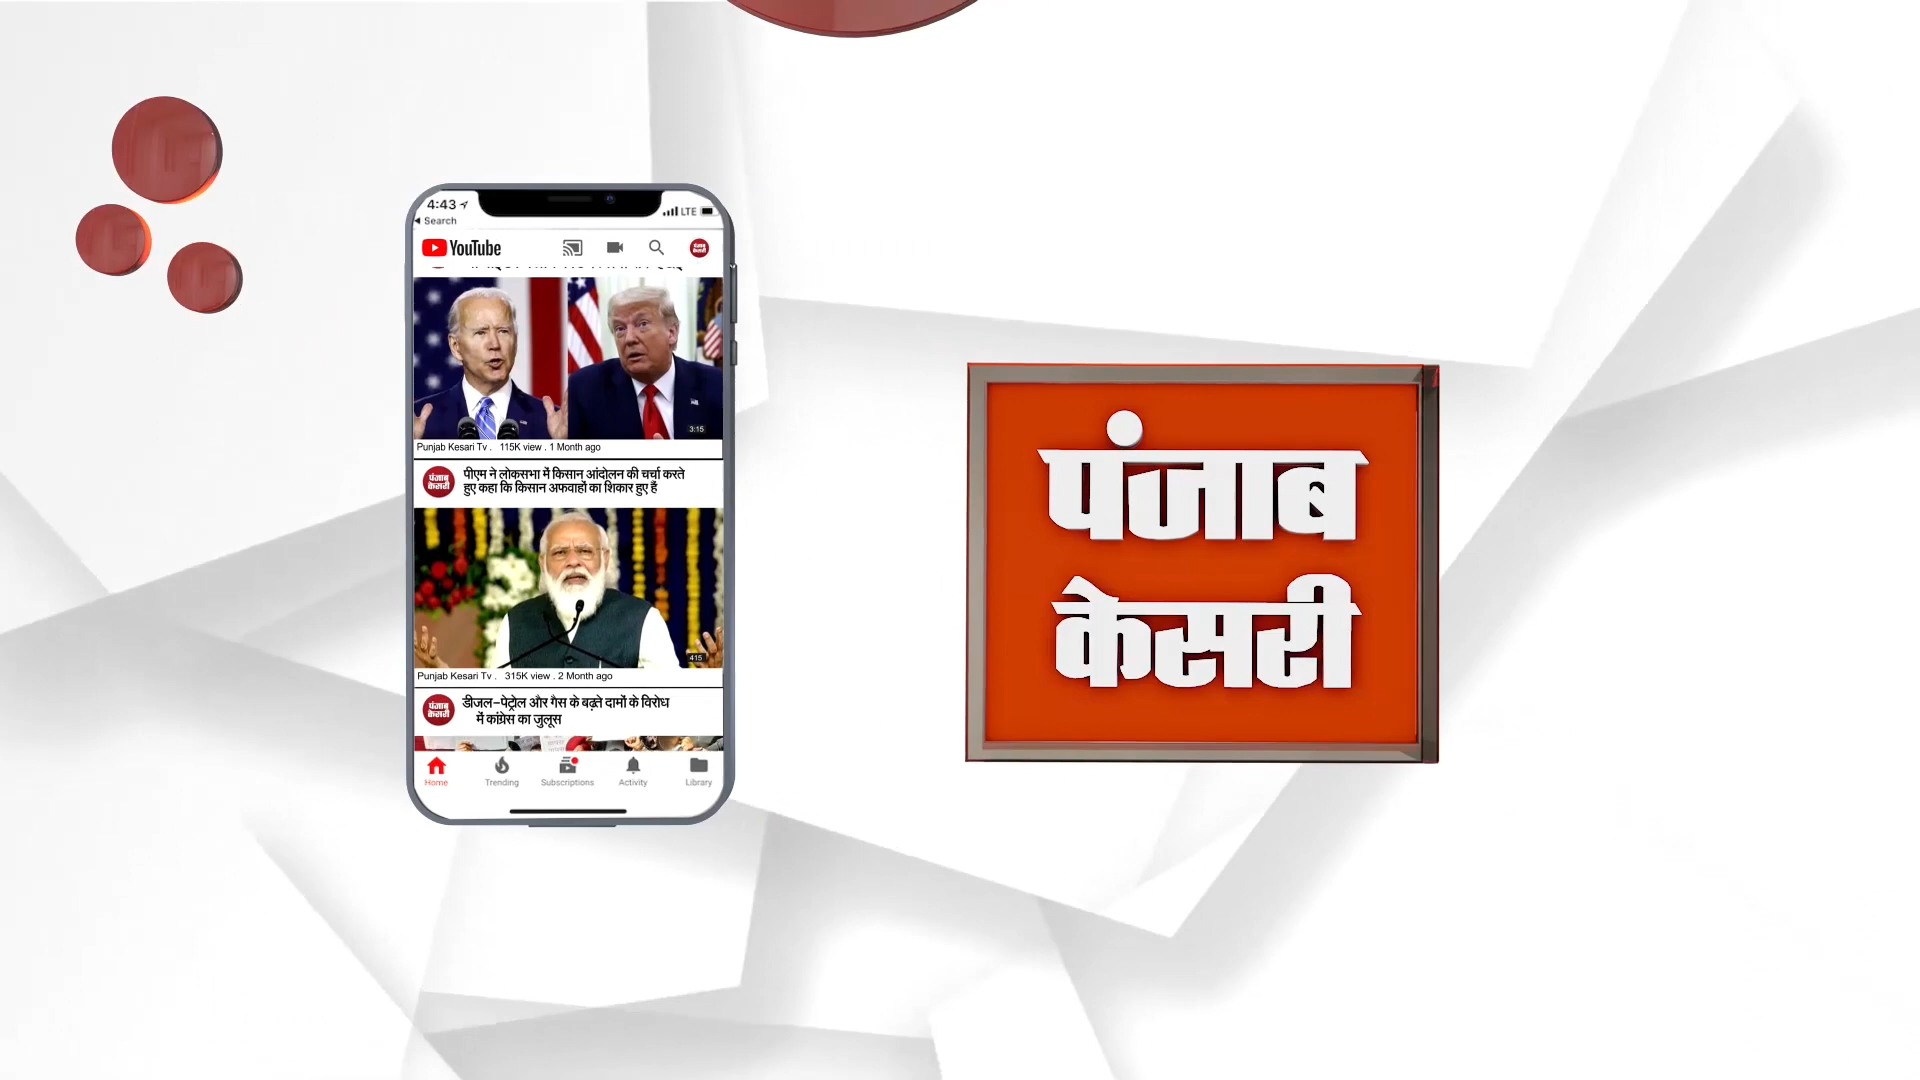 4:43
LTE
Search
YouTube
पंजाब
केसरी
3:15
Punjab Kesari Tv . 115K view . 1 Month ago
पंजाब
केसरी
पीएम ने लोकसभा में किसान आंदोलन की चर्चा करते
हुए कहा कि किसान अफवाहों का शिकार हुए हैं
415
Punjab Kesari Tv . 315K view . 2 Month ago
पंजाब
केसरी
डीजल-पेट्रोल और गैस के बढ़ते दामों के विरोध
में कांग्रेस का जुलूस
Home
Trending
Subscriptions
Activity
Library
पंजाब
केसरी